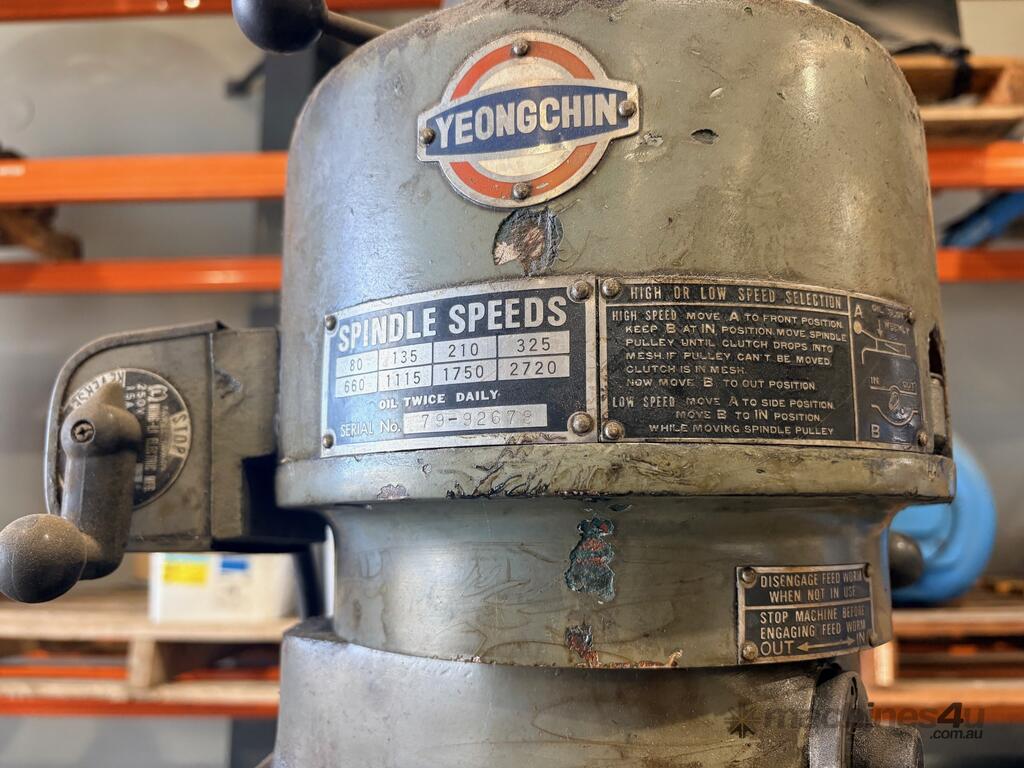 YEONGCHIN
SPINDLE SPEEDS
80 135 210 325
660 1115 1750 2720
OIL TWICE DAILY
SERIAL No. 79-92678
HIGH OR LOW SPEED SELECTION
HIGH SPEED MOVE A TO FRONT POSITION.
KEEP B AT IN POSITION. MOVE SPINDLE
PULLEY UNTIL CLUTCH DROPS INTO
MESH. IF PULLEY CAN'T BE MOVED
CLUTCH IS IN MESH.
NOW MOVE B TO OUT POSITION.
LOW SPEED MOVE A TO SIDE POSITION.
MOVE B TO IN POSITION.
WHILE MOVING SPINDLE PULLEY
A
IN OUT
B
STOP
DISENGAGE FEED WORM
WHEN NOT IN USE
STOP MACHINE BEFORE
ENGAGING FEED WORM
OUT IN
machines4u
.com.au